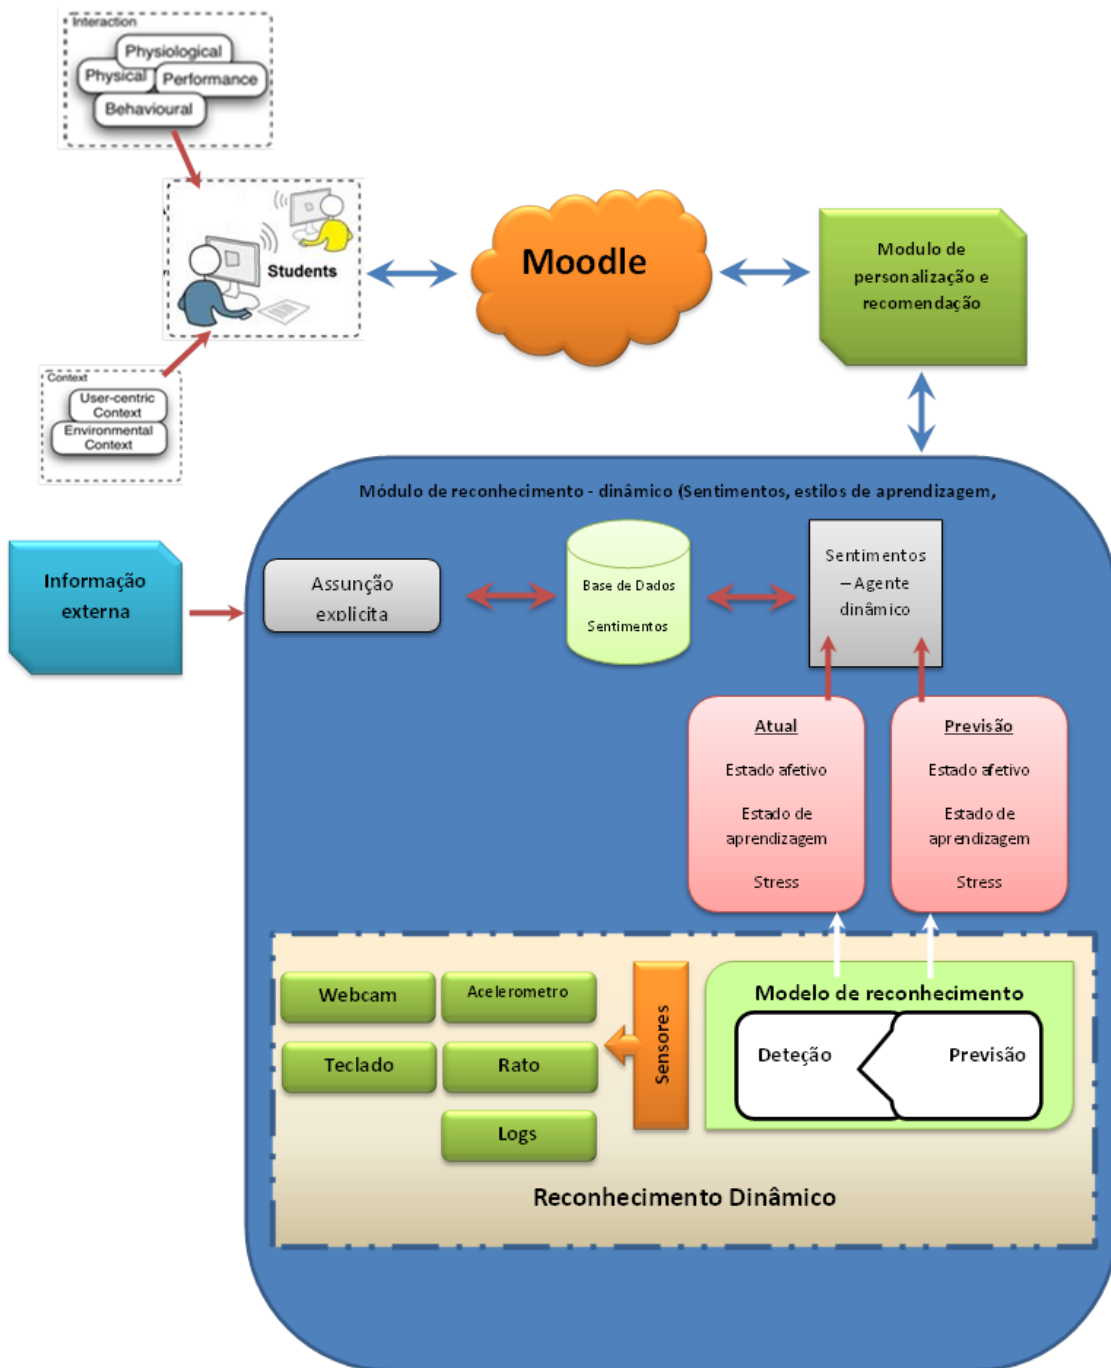 Interaction
Physiological
Physical
Performance
Behavioural
Students
Moodle
Modulo de
personalização e
recomendação
Context
User-centric
Context
Environmental
Context
Módulo de reconhecimento - dinâmico (Sentimentos, estilos de aprendizagem,
Informação
externa
Assunção
explicita
Base de Dados
Sentimentos
Sentimentos
– Agente
dinâmico
Atual
Estado afetivo
Estado de
aprendizagem
Stress
Previsão
Estado afetivo
Estado de
aprendizagem
Stress
Webcam
Acelerometro
Teclado
Rato
Logs
Sensores
Modelo de reconhecimento
Deteção
Previsão
Reconhecimento Dinâmico